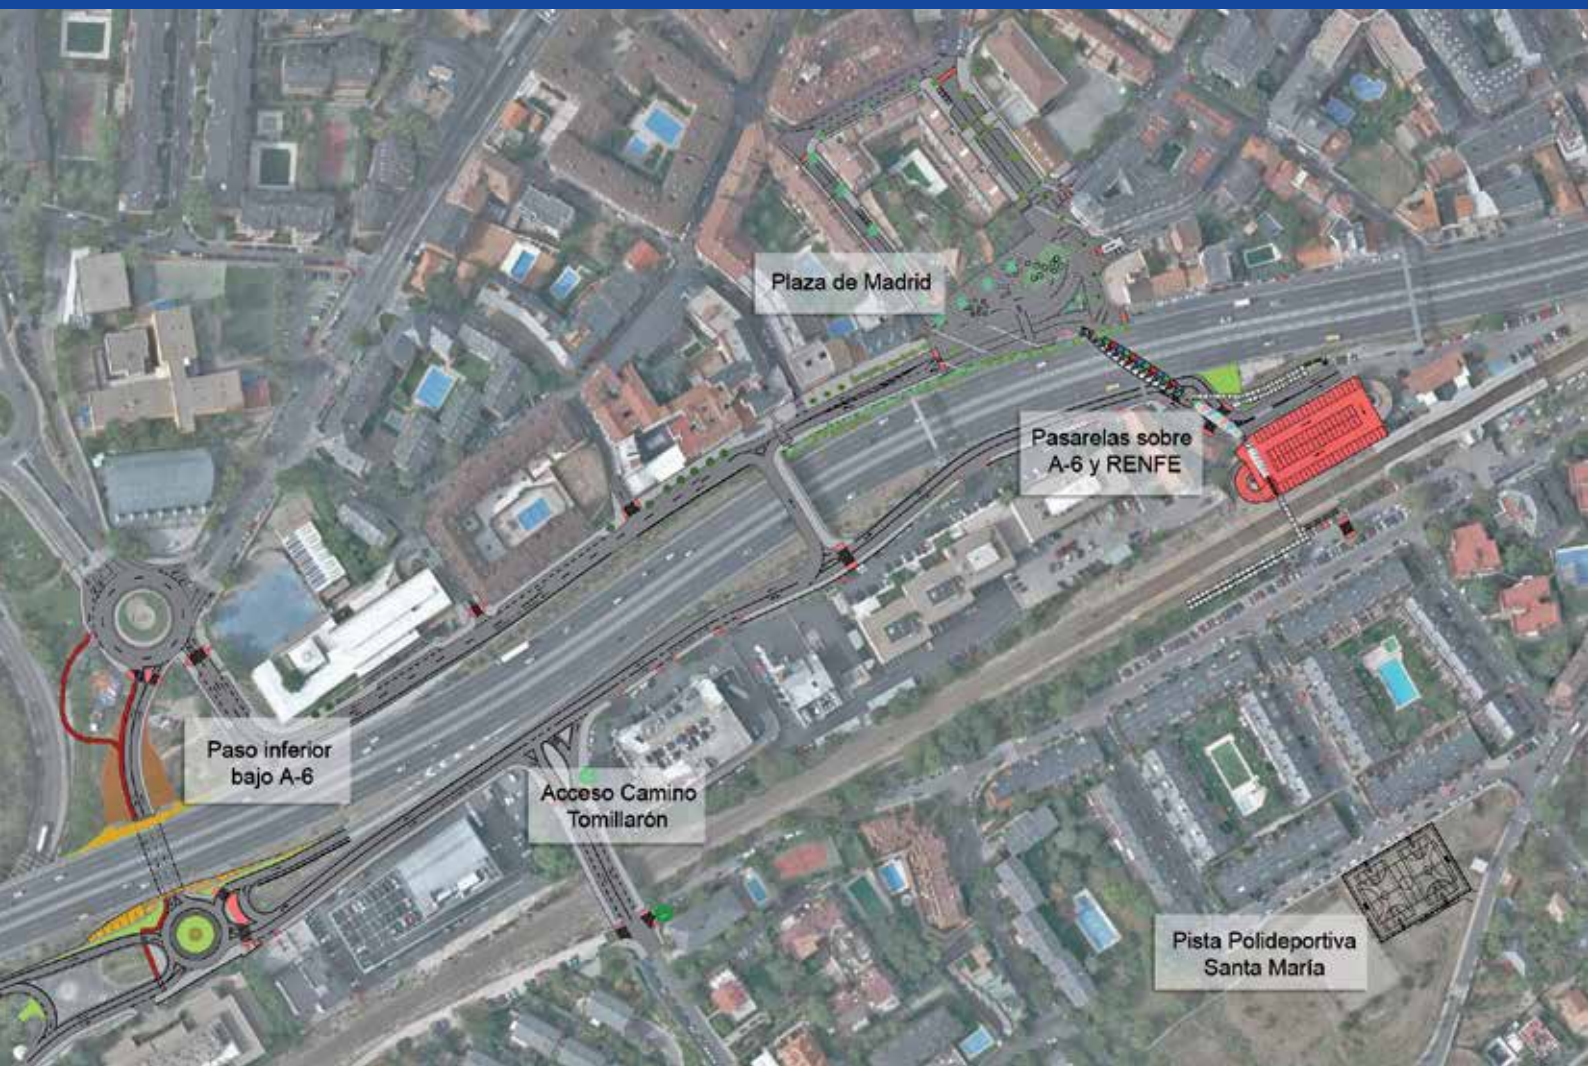 Plaza de Madrid
Pasarelas sobre
A-6 y RENFE
Paso inferior
bajo A-6
Acceso Camino
Tomillarón
Pista Polideportiva
Santa María